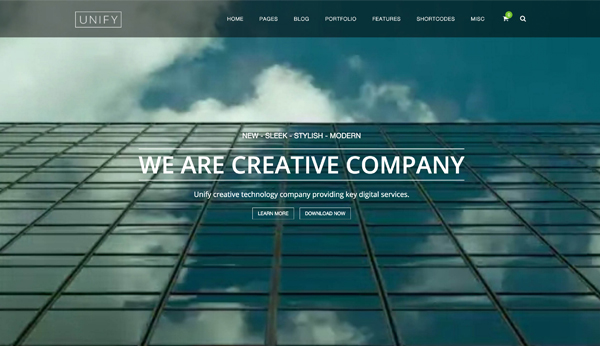 UNIFY
HOME PAGES BLOG PORTFOLIO FEATURES SHORTCODES MISC
NEW - SLEEK - STYLISH - MODERN
WE ARE CREATIVE COMPANY
Unify creative technology company providing key digital services.
LEARN MORE DOWNLOAD NOW